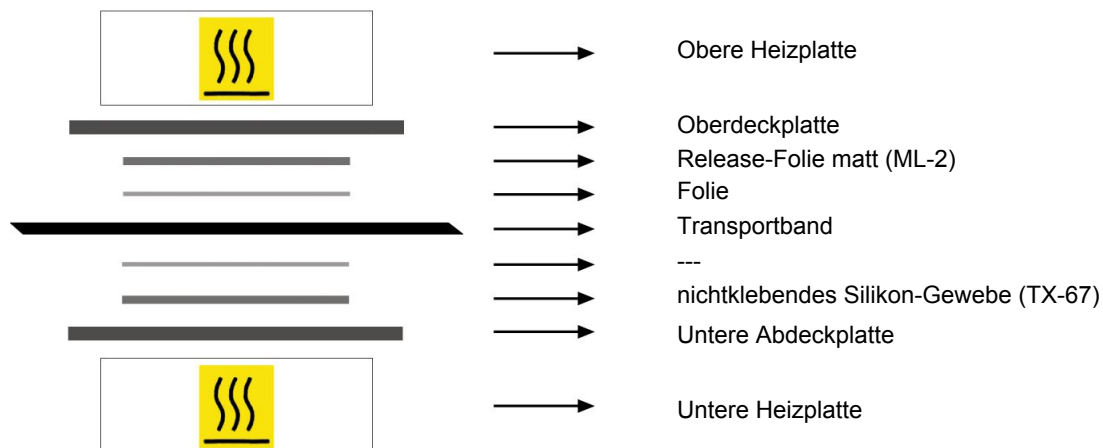 Obere Heizplatte
Oberdeckplatte
Release-Folie matt (ML-2)
Folie
Transportband
---
nichtklebendes Silikon-Gewebe (TX-67)
Untere Abdeckplatte
Untere Heizplatte